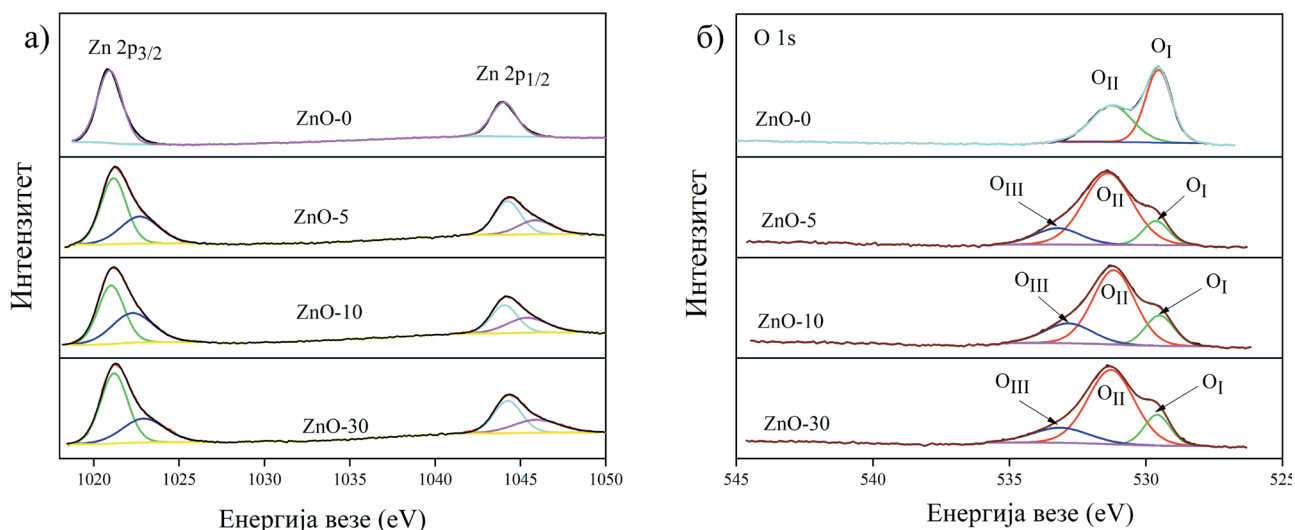 а)
Zn 2p3/2
Zn 2p1/2
ZnO-0
ZnO-5
ZnO-10
ZnO-30
Интензитет
1020 1025 1030 1035 1040 1045 1050
Енергија везе (eV)
б)
O 1s
OII
OI
ZnO-0
OIII
OII
OI
ZnO-5
OIII
OII
OI
ZnO-10
OIII
OII
OI
ZnO-30
Интензитет
545 540 535 530 525
Енергија везе (eV)